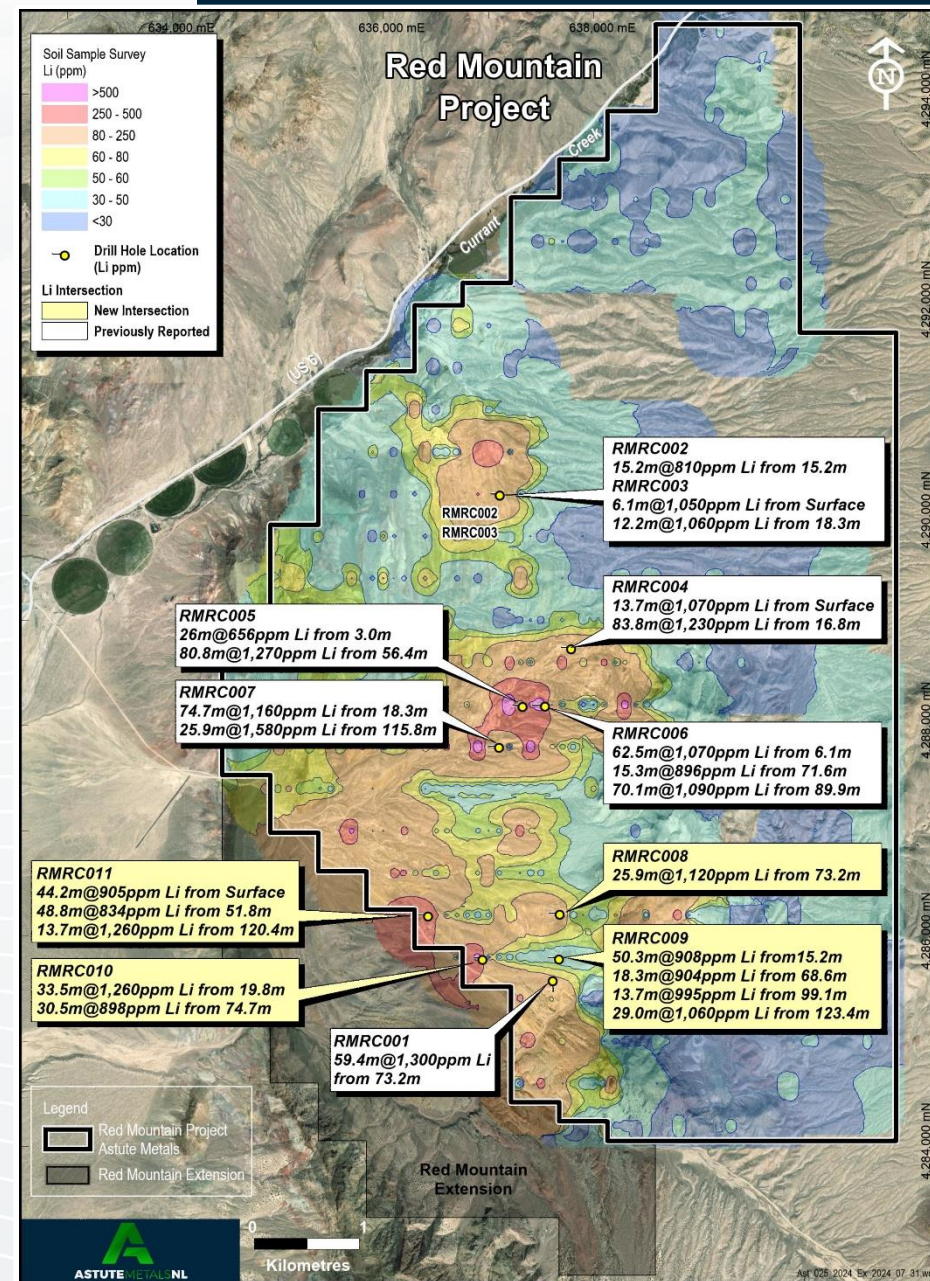 634,000 mE
636,000 mE
638,000 mE
Red Mountain
Project
N
Soil Sample Survey
Li (ppm)
>500
250 - 500
80 - 250
60 - 80
50 - 60
30 - 50
<30
Drill Hole Location
(Li ppm)
Li Intersection
New Intersection
Previously Reported
4,294,000 mN
Creek
Currant
4,292,000 mN
(US 6)
RMRC002
15.2m@810ppm Li from 15.2m
RMRC003
6.1m@1,050ppm Li from Surface
12.2m@1,060ppm Li from 18.3m
RMRC002
RMRC003
4,290,000 mN
RMRC004
13.7m@1,070ppm Li from Surface
83.8m@1,230ppm Li from 16.8m
RMRC005
26m@656ppm Li from 3.0m
80.8m@1,270ppm Li from 56.4m
RMRC007
74.7m@1,160ppm Li from 18.3m
25.9m@1,580ppm Li from 115.8m
4,288,000 mN
RMRC006
62.5m@1,070ppm Li from 6.1m
15.3m@896ppm Li from 71.6m
70.1m@1,090ppm Li from 89.9m
RMRC008
25.9m@1,120ppm Li from 73.2m
RMRC011
44.2m@905ppm Li from Surface
48.8m@834ppm Li from 51.8m
13.7m@1,260ppm Li from 120.4m
4,286,000 mN
RMRC009
50.3m@908ppm Li from15.2m
18.3m@904ppm Li from 68.6m
13.7m@995ppm Li from 99.1m
29.0m@1,060ppm Li from 123.4m
RMRC010
33.5m@1,260ppm Li from 19.8m
30.5m@898ppm Li from 74.7m
RMRC001
59.4m@1,300ppm Li
from 73.2m
Legend
Red Mountain Project
Astute Metals
Red Mountain Extension
4,284,000 mN
Red Mountain
Extension
ASTUTE METALS NL
0 1
Kilometres